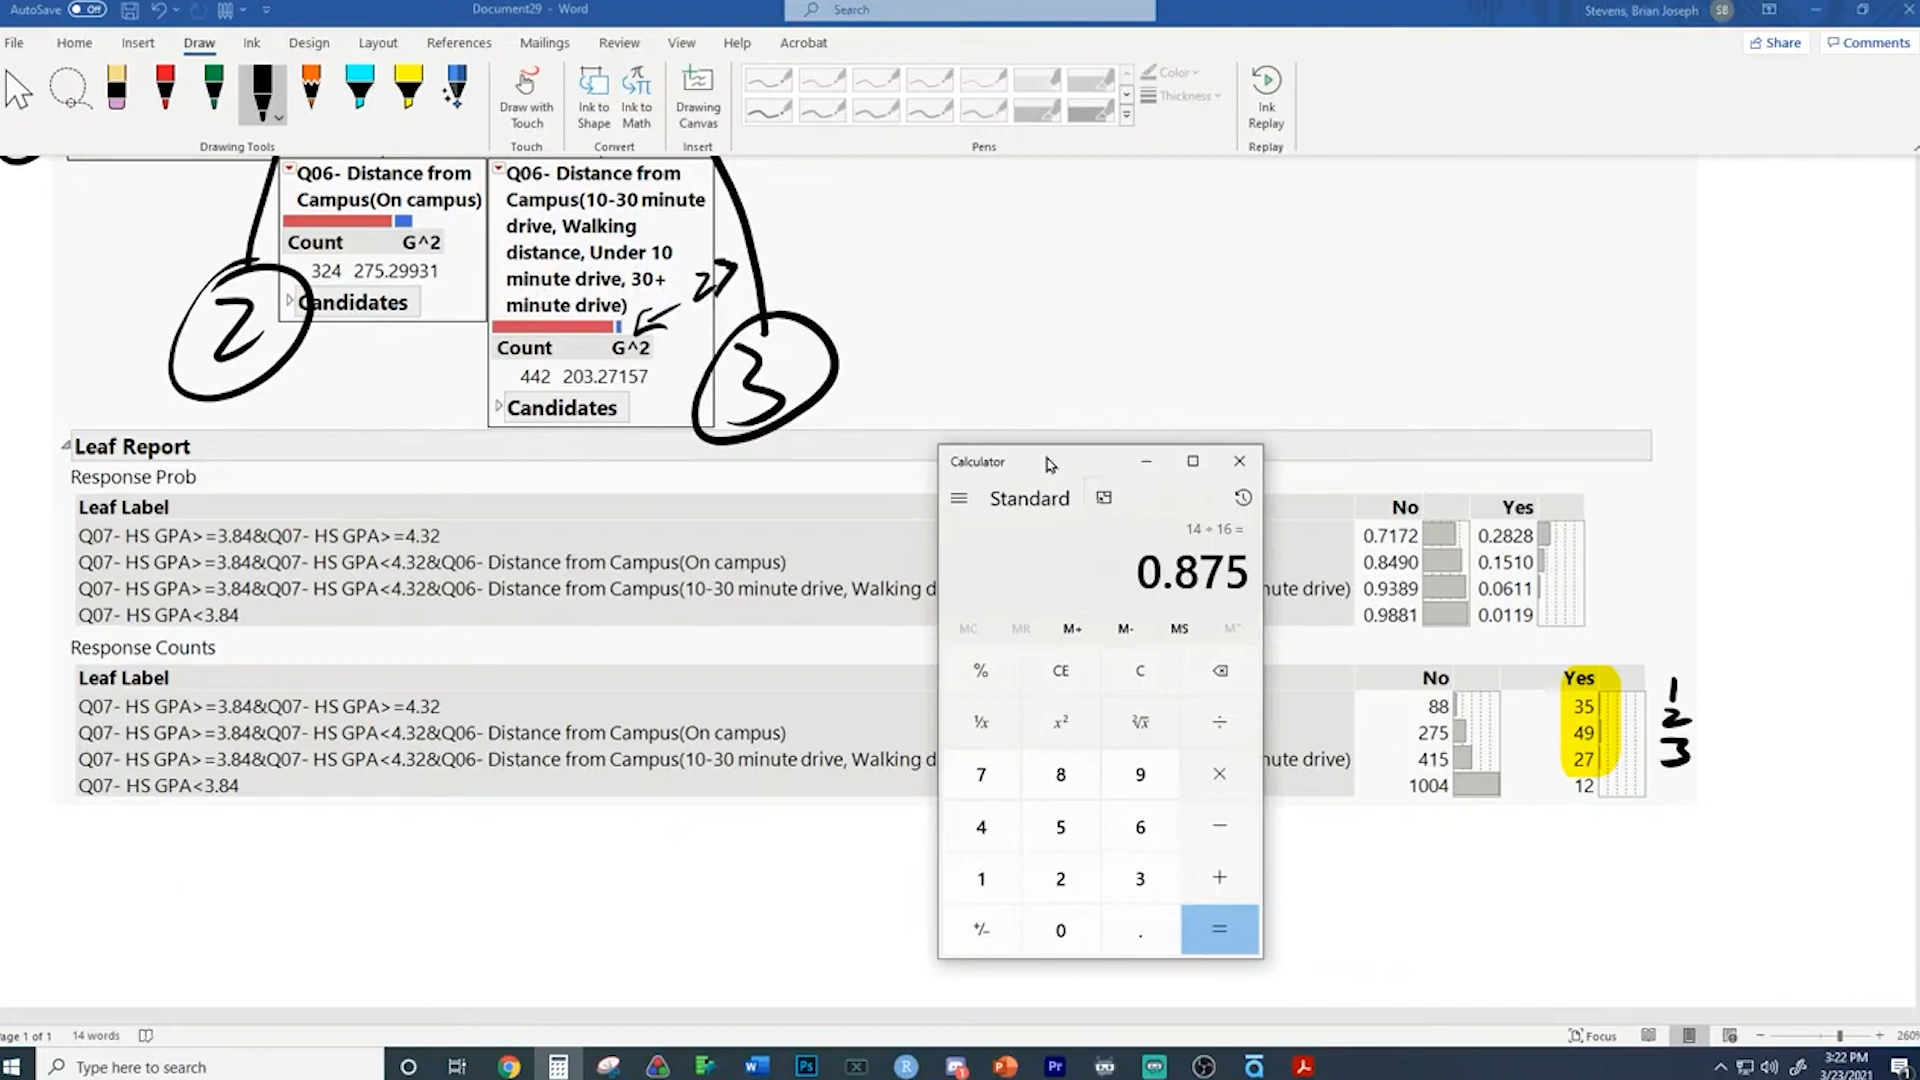 AutoSave Off Document29 - Word Search Stevens, Brian Joseph SB
File Home Insert Draw Ink Design Layout References Mailings Review View Help Acrobat Share Comments
Draw with Touch
Ink to Shape
Ink to Math
Drawing Canvas
Color
Thickness
Ink Replay
Drawing Tools Touch Convert Insert Pens Replay
Q06- Distance from
Campus(On campus)
Count G^2
324 275.29931
Candidates
2
Q06- Distance from
Campus(10-30 minute
drive, Walking
distance, Under 10
minute drive, 30+
minute drive)
27
Count G^2
442 203.27157
Candidates
3
Leaf Report
Response Prob
Leaf Label No Yes
Q07- HS GPA>=3.84&Q07- HS GPA>=4.32 0.7172 0.2828
Q07- HS GPA>=3.84&Q07- HS GPA<4.32&Q06- Distance from Campus(On campus) 0.8490 0.1510
Q07- HS GPA>=3.84&Q07- HS GPA<4.32&Q06- Distance from Campus(10-30 minute drive, Walking d nute drive) 0.9389 0.0611
Q07- HS GPA<3.84 0.9881 0.0119
Response Counts
Leaf Label No Yes
Q07- HS GPA>=3.84&Q07- HS GPA>=4.32 88 35 1
Q07- HS GPA>=3.84&Q07- HS GPA<4.32&Q06- Distance from Campus(On campus) 275 49 2
Q07- HS GPA>=3.84&Q07- HS GPA<4.32&Q06- Distance from Campus(10-30 minute drive, Walking d nute drive) 415 27 3
Q07- HS GPA<3.84 1004 12
Calculator
Standard
14 ÷ 16 =
0.875
MC MR M+ M- MS M˅
% CE C
¹/x x² ²√x ÷
7 8 9 ×
4 5 6 −
1 2 3 +
+/− 0 . =
age 1 of 1 14 words Focus 260%
Type here to search
3:22 PM
3/23/2021